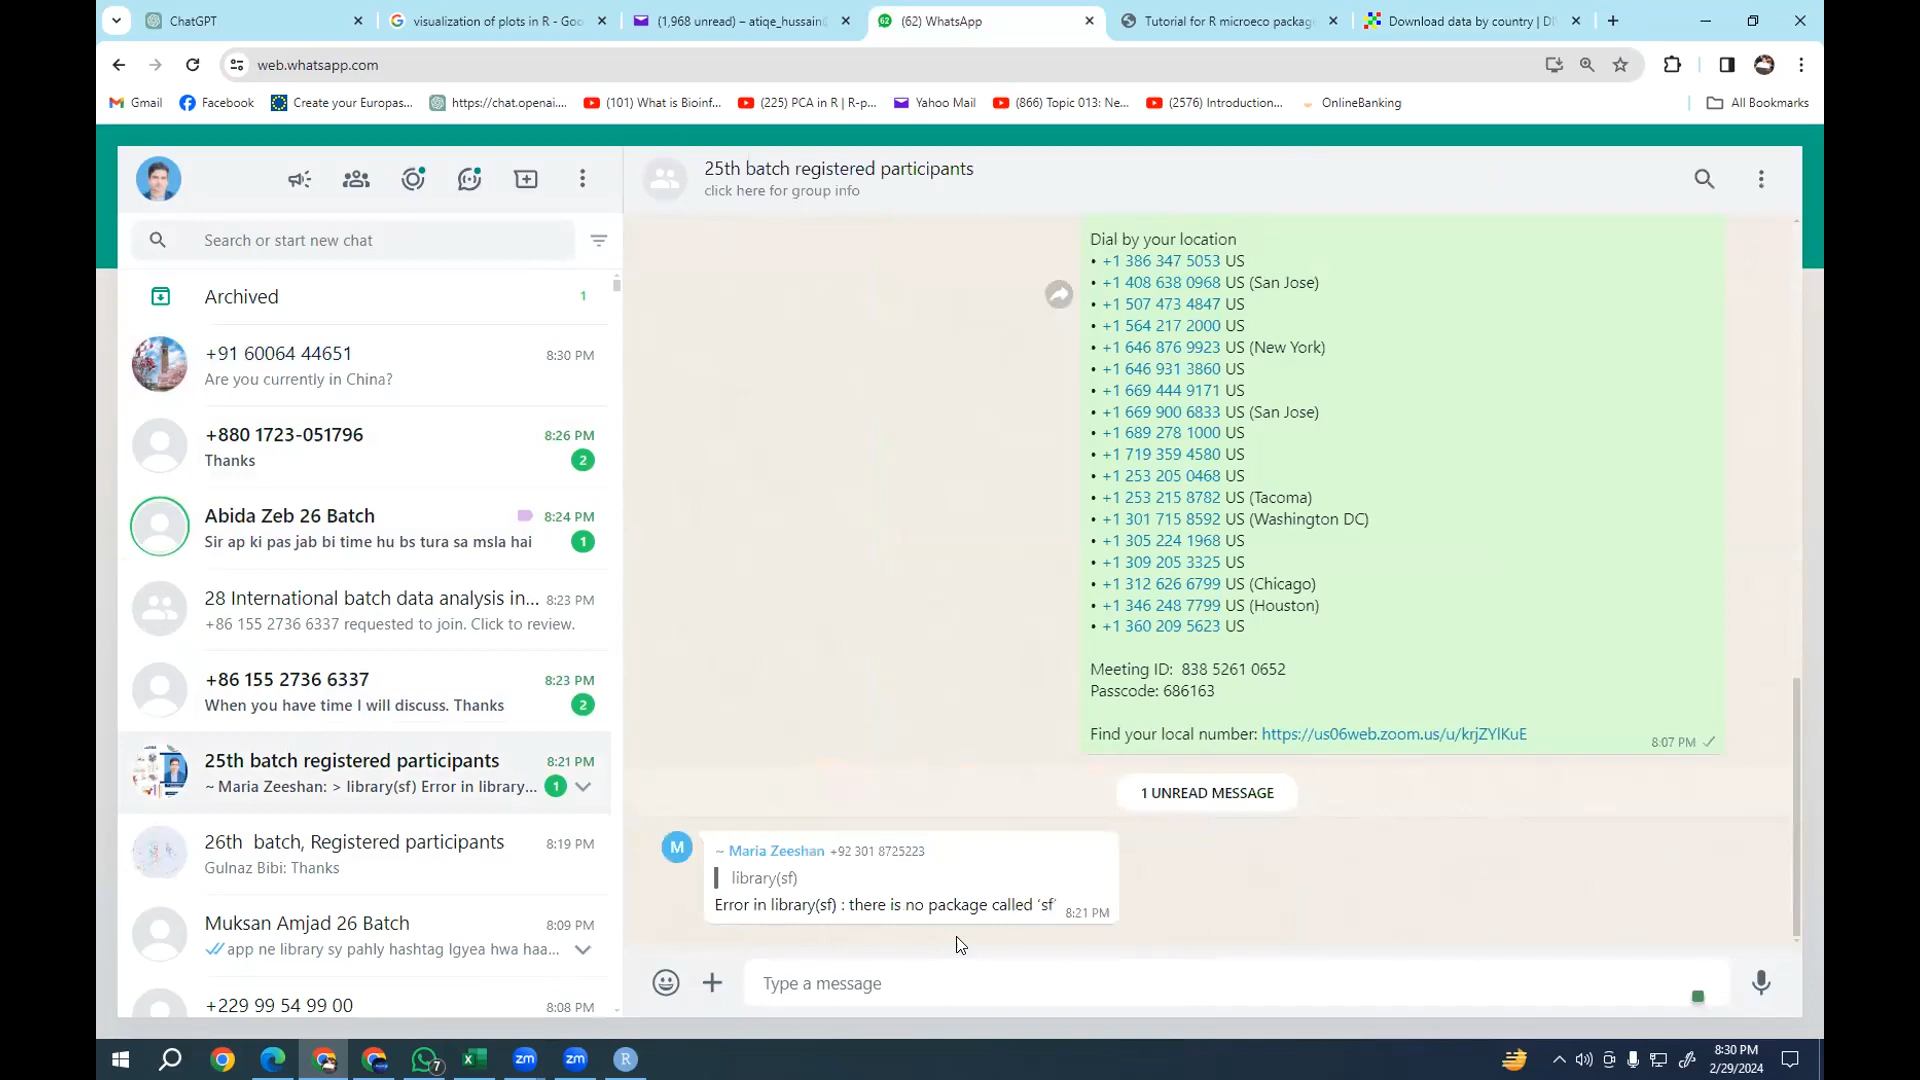 ChatGPT
visualization of plots in R - Goo
(1,968 unread) – atiqe_hussain
(62) WhatsApp
Tutorial for R microeco package
Download data by country | DI
web.whatsapp.com
Gmail
Facebook
Create your Europas...
https://chat.openai....
(101) What is Bioinf...
(225) PCA in R | R-p...
Yahoo Mail
(866) Topic 013: Ne...
(2576) Introduction...
OnlineBanking
All Bookmarks
Search or start new chat
Archived
1
+91 60064 44651
8:30 PM
Are you currently in China?
+880 1723-051796
8:26 PM
Thanks
2
Abida Zeb 26 Batch
8:24 PM
Sir ap ki pas jab bi time hu bs tura sa msla hai
1
28 International batch data analysis in...
8:23 PM
+86 155 2736 6337 requested to join. Click to review.
+86 155 2736 6337
8:23 PM
When you have time I will discuss. Thanks
2
25th batch registered participants
8:21 PM
~ Maria Zeeshan: > library(sf) Error in library...
1
26th batch, Registered participants
8:19 PM
Gulnaz Bibi: Thanks
Muksan Amjad 26 Batch
8:09 PM
app ne library sy pahly hashtag lgyea hwa haa...
+229 99 54 99 00
8:08 PM
25th batch registered participants
click here for group info
Dial by your location
• +1 386 347 5053 US
• +1 408 638 0968 US (San Jose)
• +1 507 473 4847 US
• +1 564 217 2000 US
• +1 646 876 9923 US (New York)
• +1 646 931 3860 US
• +1 669 444 9171 US
• +1 669 900 6833 US (San Jose)
• +1 689 278 1000 US
• +1 719 359 4580 US
• +1 253 205 0468 US
• +1 253 215 8782 US (Tacoma)
• +1 301 715 8592 US (Washington DC)
• +1 305 224 1968 US
• +1 309 205 3325 US
• +1 312 626 6799 US (Chicago)
• +1 346 248 7799 US (Houston)
• +1 360 209 5623 US
Meeting ID: 838 5261 0652
Passcode: 686163
Find your local number: https://us06web.zoom.us/u/krjZYlKuE
8:07 PM
1 UNREAD MESSAGE
M
~ Maria Zeeshan +92 301 8725223
library(sf)
Error in library(sf) : there is no package called ‘sf’
8:21 PM
Type a message
7
zm
zm
R
8:30 PM
2/29/2024